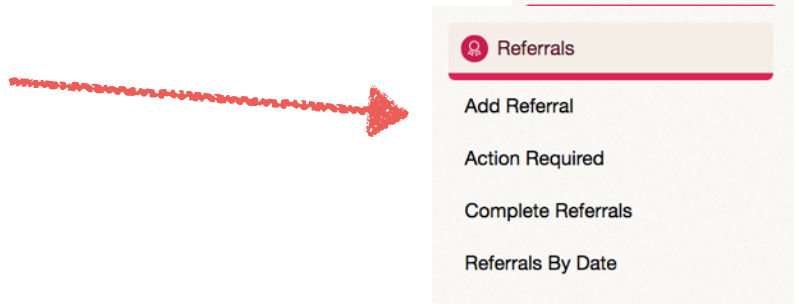 Referrals
Add Referral
Action Required
Complete Referrals
Referrals By Date